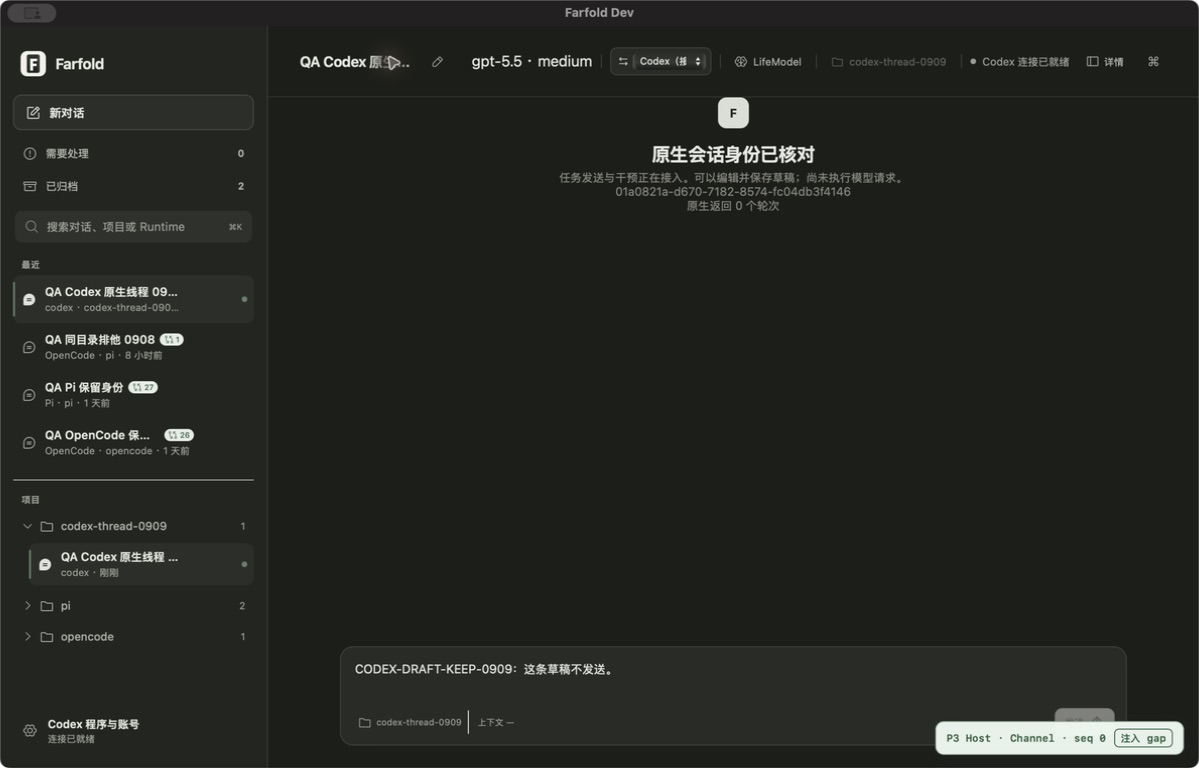 Farfold Dev
F Farfold
新对话
需要处理 0
已归档 2
搜索对话、项目或 Runtime ⌘K
最近
QA Codex 原生线程 09...
codex · codex-thread-090...
QA 同目录排他 0908 1
OpenCode · pi · 8 小时前
QA Pi 保留身份 27
Pi · pi · 1 天前
QA OpenCode 保... 26
OpenCode · opencode · 1 天前
项目
codex-thread-0909 1
QA Codex 原生线程 ...
codex · 刚刚
pi 2
opencode 1
Codex 程序与账号
连接已就绪
QA Codex 原 gpt-5.5 · medium Codex (接 LifeModel codex-thread-0909 Codex 连接已就绪 详情 ⌘
F
原生会话身份已核对
任务发送与干预正在接入。可以编辑并保存草稿；尚未执行模型请求。
01a0821a-d670-7182-8574-fc04db3f4146
原生返回 0 个轮次
CODEX-DRAFT-KEEP-0909：这条草稿不发送。
codex-thread-0909 上下文 —
P3 Host · Channel · seq 0 注入 gap